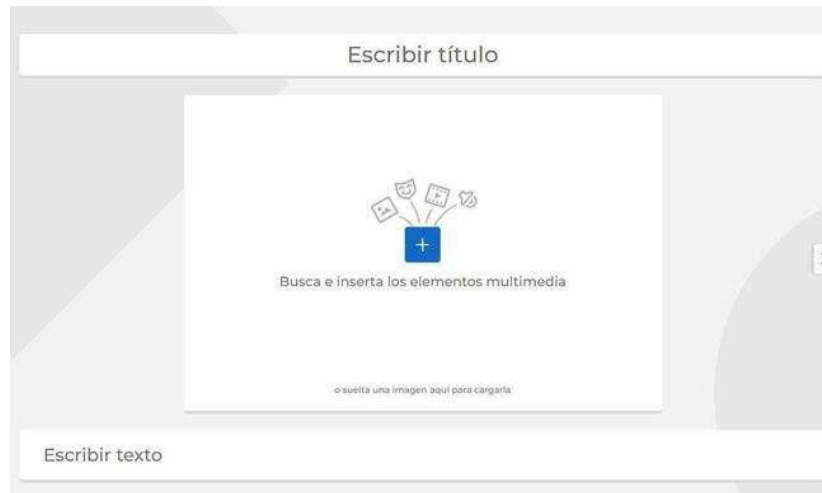 Escribir título
Busca e inserta los elementos multimedia
o suelta una imagen aquí para cargarla
Escribir texto